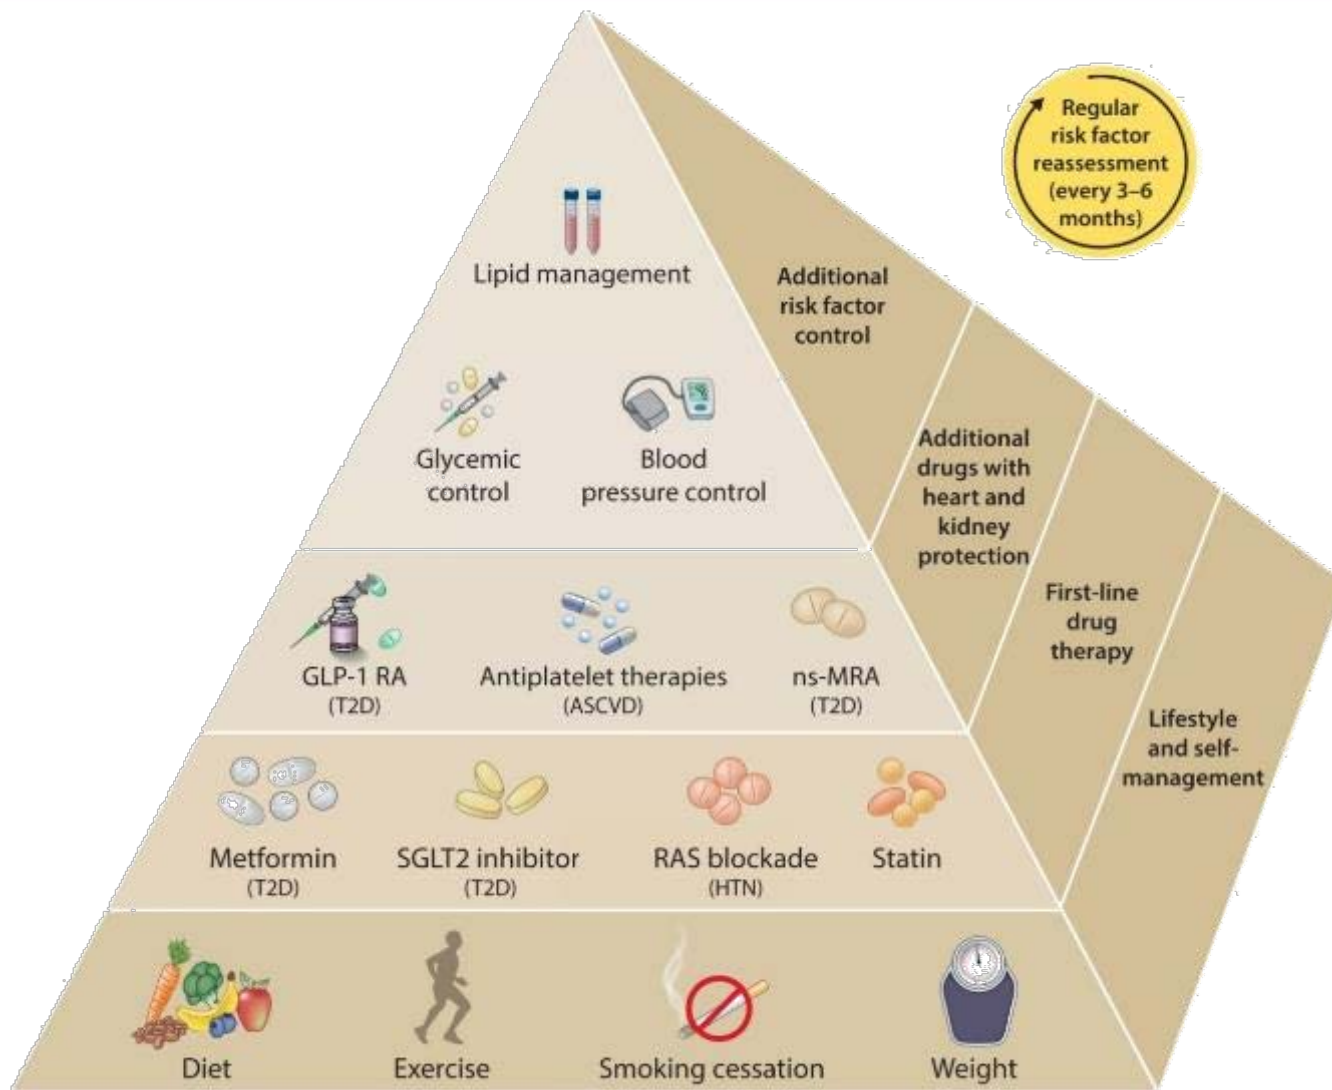 Regular
risk factor
reassessment
(every 3–6
months)
Lipid management
Additional
risk factor
control
Glycemic
control
Blood
pressure control
Additional
drugs with
heart and
kidney
protection
GLP-1 RA
(T2D)
Antiplatelet therapies
(ASCVD)
ns-MRA
(T2D)
First-line
drug
therapy
Metformin
(T2D)
SGLT2 inhibitor
(T2D)
RAS blockade
(HTN)
Statin
Lifestyle
and self-
management
Diet
Exercise
Smoking cessation
Weight